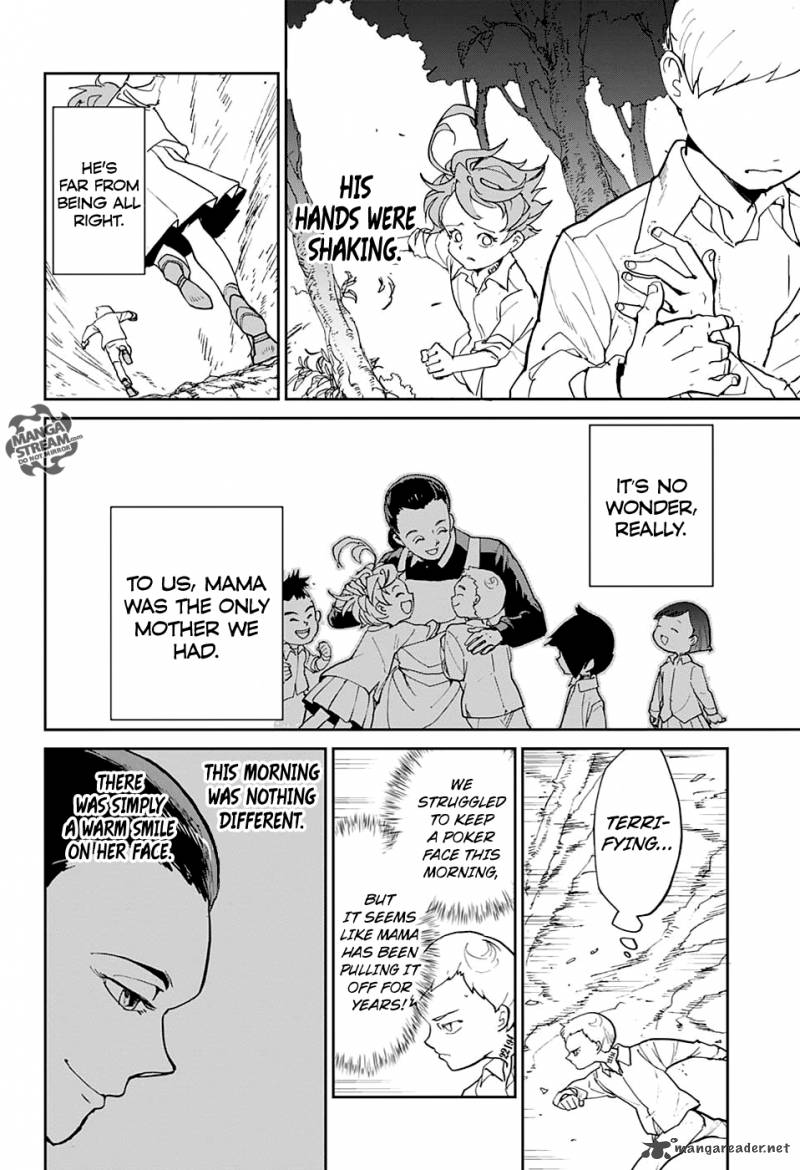 HIS
HANDS WERE
SHAKING.
HE'S
FAR FROM
BEING ALL
RIGHT.
IT'S NO
WONDER,
REALLY.
TO US, MAMA
WAS THE ONLY
MOTHER WE
HAD.
TERRI-
FYING...
WE
STRUGGLED
TO KEEP
A POKER
FACE THIS
MORNING,
BUT
IT SEEMS
LIKE MAMA
HAS BEEN
PULLING IT
OFF FOR
YEARS!
22194
THIS MORNING
WAS NOTHING
DIFFERENT.
THERE
WAS SIMPLY
A WARM SMILE
ON HER FACE.
MANGA
STREAM.com
DO NOT MIRROR
mangareader.net